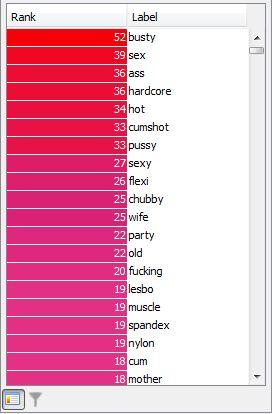 Rank Label
52 busty
39 sex
36 ass
36 hardcore
34 hot
33 cumshot
33 pussy
27 sexy
26 flexi
25 chubby
25 wife
22 party
22 old
20 fucking
19 lesbo
19 muscle
19 spandex
19 nylon
18 cum
18 mother